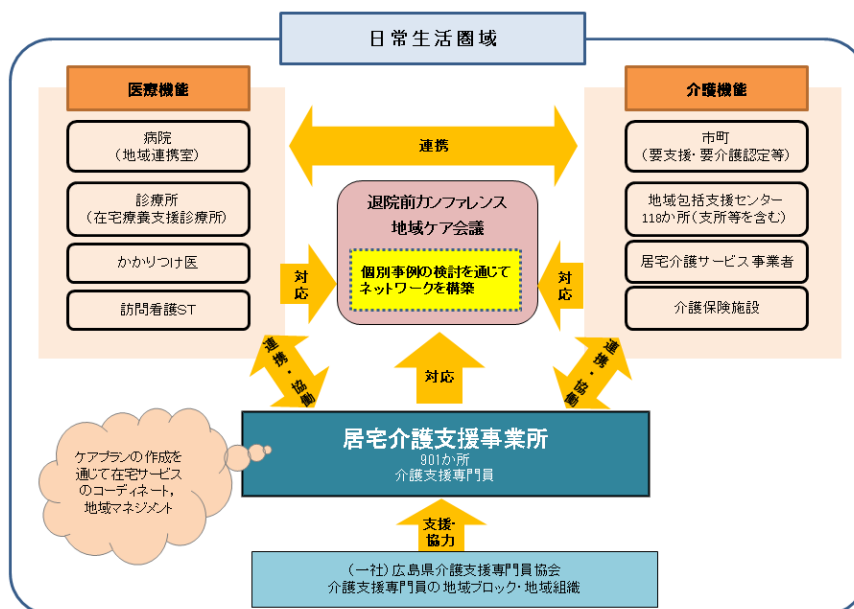 日常生活圏域
医療機能
病院
(地域連携室)
診療所
(在宅療養支援診療所)
かかりつけ医
訪問看護ST
連携
介護機能
市町
(要支援・要介護認定等)
地域包括支援センター
118か所(支所等を含む)
居宅介護サービス事業者
介護保険施設
退院前カンファレンス
地域ケア会議
個別事例の検討を通じて
ネットワークを構築
対応
対応
連携・協働
対応
連携・協働
居宅介護支援事業所
901か所
介護支援専門員
ケアプランの作成を
通じて在宅サービス
のコーディネート，
地域マネジメント
支援・
協力
(一社)広島県介護支援専門員協会
介護支援専門員の地域ブロック・地域組織